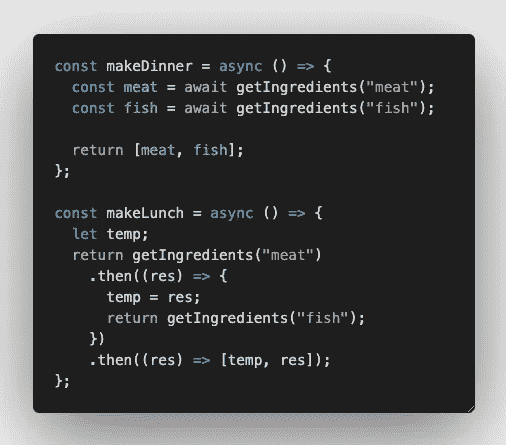 const makeDinner = async () => {
  const meat = await getIngredients("meat");
  const fish = await getIngredients("fish");

  return [meat, fish];
};

const makeLunch = async () => {
  let temp;
  return getIngredients("meat")
    .then((res) => {
      temp = res;
      return getIngredients("fish");
    })
    .then((res) => [temp, res]);
};